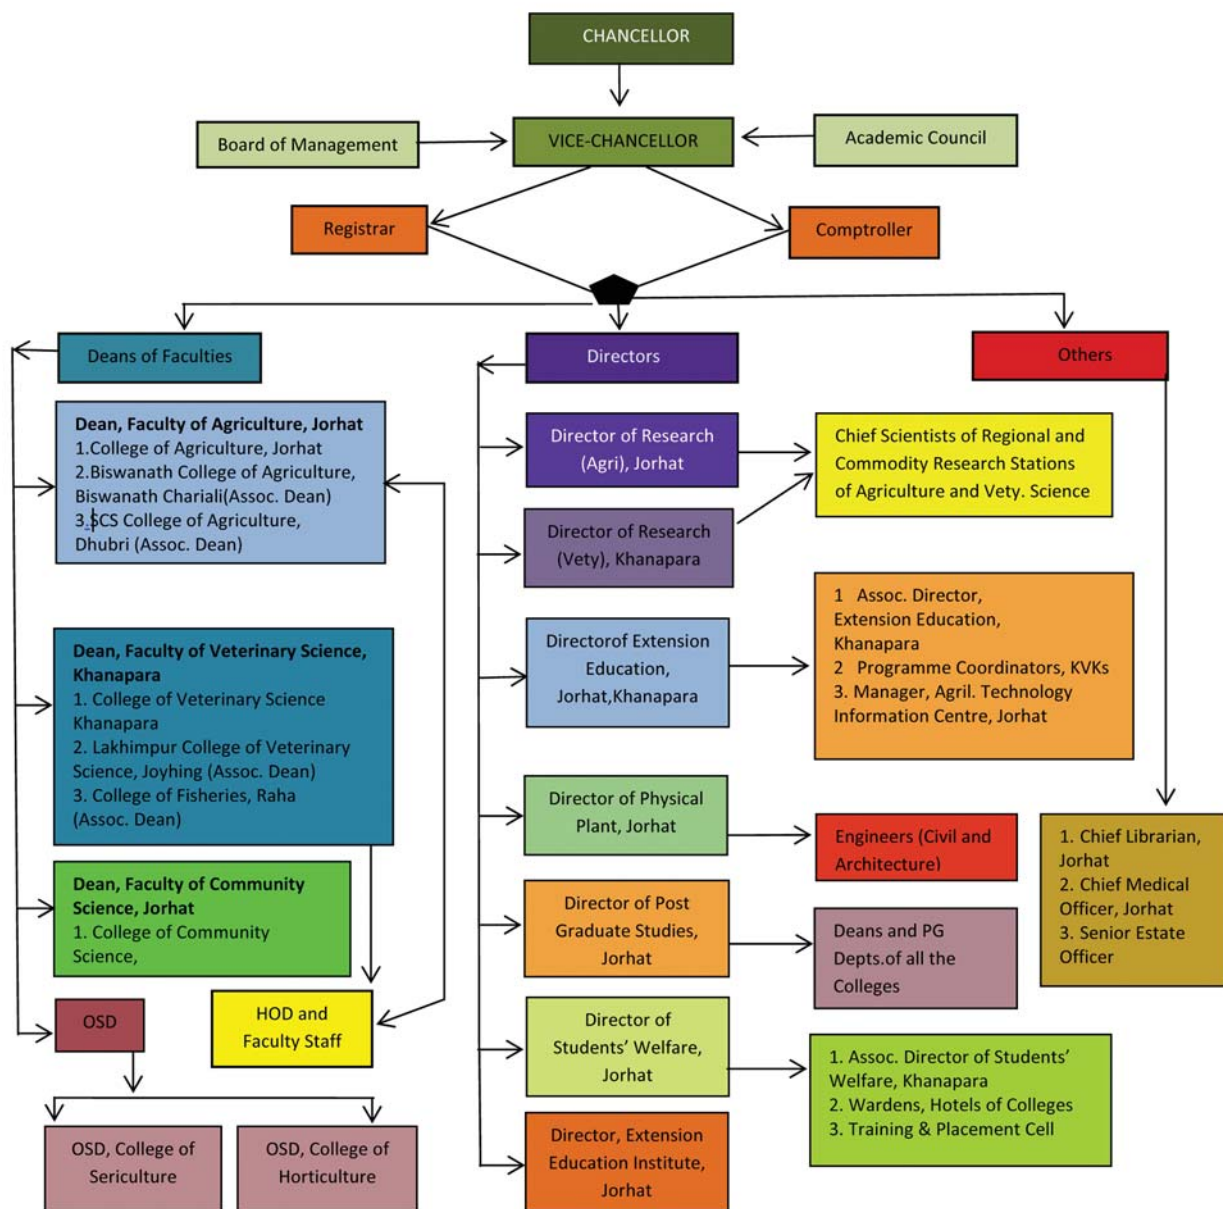 CHANCELLOR
Board of Management
VICE-CHANCELLOR
Academic Council
Registrar
Comptroller
Deans of Faculties
Directors
Others
Dean, Faculty of Agriculture, Jorhat
1.College of Agriculture, Jorhat
2.Biswanath College of Agriculture,
Biswanath Chariali(Assoc. Dean)
3.SCS College of Agriculture,
Dhubri (Assoc. Dean)
Dean, Faculty of Veterinary Science,
Khanapara
1. College of Veterinary Science
Khanapara
2. Lakhimpur College of Veterinary
Science, Joyhing (Assoc. Dean)
3. College of Fisheries, Raha
(Assoc. Dean)
Dean, Faculty of Community
Science, Jorhat
1. College of Community
Science,
OSD
HOD and
Faculty Staff
OSD, College of
Sericulture
OSD, College of
Horticulture
Director of Research
(Agri), Jorhat
Director of Research
(Vety), Khanapara
Chief Scientists of Regional and
Commodity Research Stations
of Agriculture and Vety. Science
Directorof Extension
Education,
Jorhat,Khanapara
1 Assoc. Director,
Extension Education,
Khanapara
2 Programme Coordinators, KVKs
3. Manager, Agril. Technology
Information Centre, Jorhat
Director of Physical
Plant, Jorhat
Engineers (Civil and
Architecture)
Director of Post
Graduate Studies,
Jorhat
Deans and PG
Depts.of all the
Colleges
Director of
Students' Welfare,
Jorhat
1. Assoc. Director of Students'
Welfare, Khanapara
2. Wardens, Hotels of Colleges
3. Training & Placement Cell
Director, Extension
Education Institute,
Jorhat
1. Chief Librarian,
Jorhat
2. Chief Medical
Officer, Jorhat
3. Senior Estate
Officer